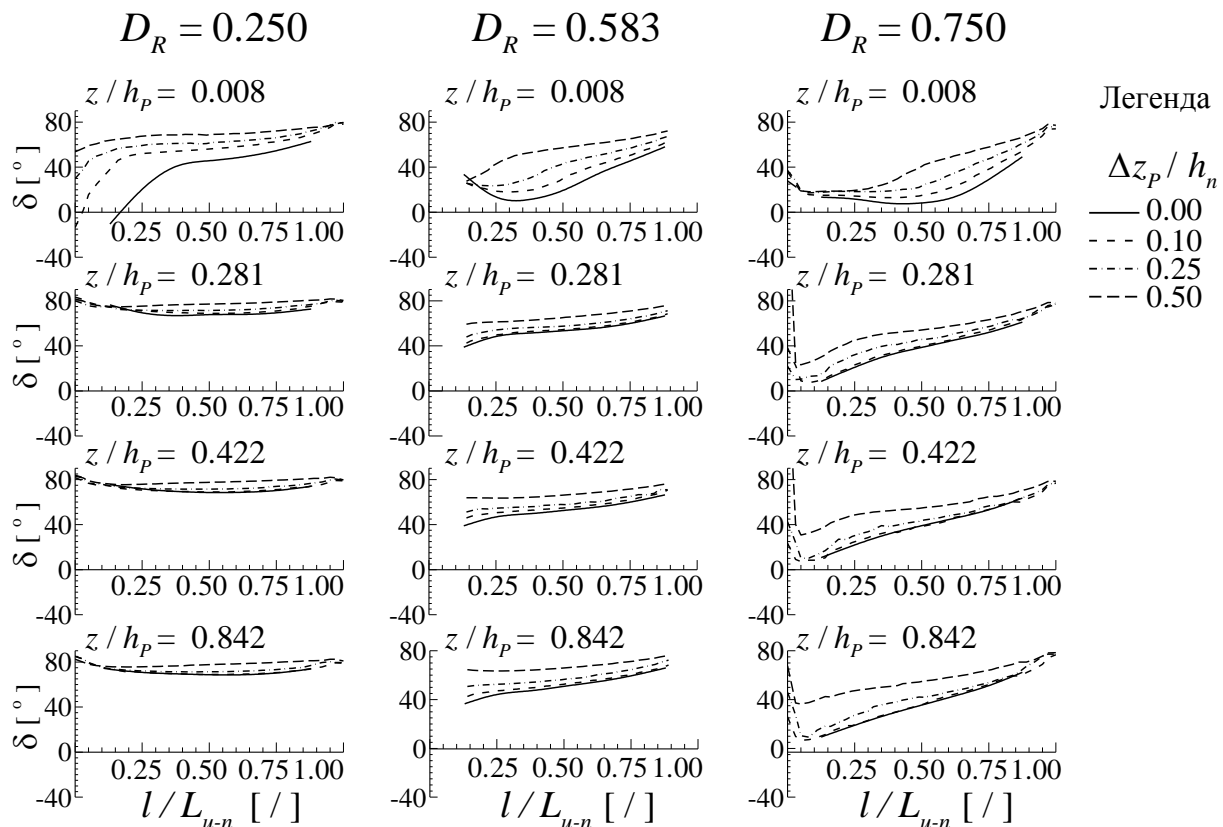 D_R = 0.250 D_R = 0.583 D_R = 0.750
z / h_P = 0.008 z / h_P = 0.008 z / h_P = 0.008
Легенда
Δz_P / h_n
0.00
0.10
0.25
0.50
δ [ ° ]
80
40
0
-40
0.25 0.50 0.75 1.00
0.25 0.50 0.75 1.00
0.25 0.50 0.75 1.00
80
40
0
-40
80
40
0
-40
z / h_P = 0.281 z / h_P = 0.281 z / h_P = 0.281
δ [ ° ]
80
40
0
-40
0.25 0.50 0.75 1.00
80
40
0
-40
0.25 0.50 0.75 1.00
80
40
0
-40
0.25 0.50 0.75 1.00
z / h_P = 0.422 z / h_P = 0.422 z / h_P = 0.422
δ [ ° ]
80
40
0
-40
0.25 0.50 0.75 1.00
80
40
0
-40
0.25 0.50 0.75 1.00
80
40
0
-40
0.25 0.50 0.75 1.00
z / h_P = 0.842 z / h_P = 0.842 z / h_P = 0.842
δ [ ° ]
80
40
0
-40
0.25 0.50 0.75 1.00
80
40
0
-40
0.25 0.50 0.75 1.00
80
40
0
-40
0.25 0.50 0.75 1.00
l / L_u-n [ / ] l / L_u-n [ / ] l / L_u-n [ / ]